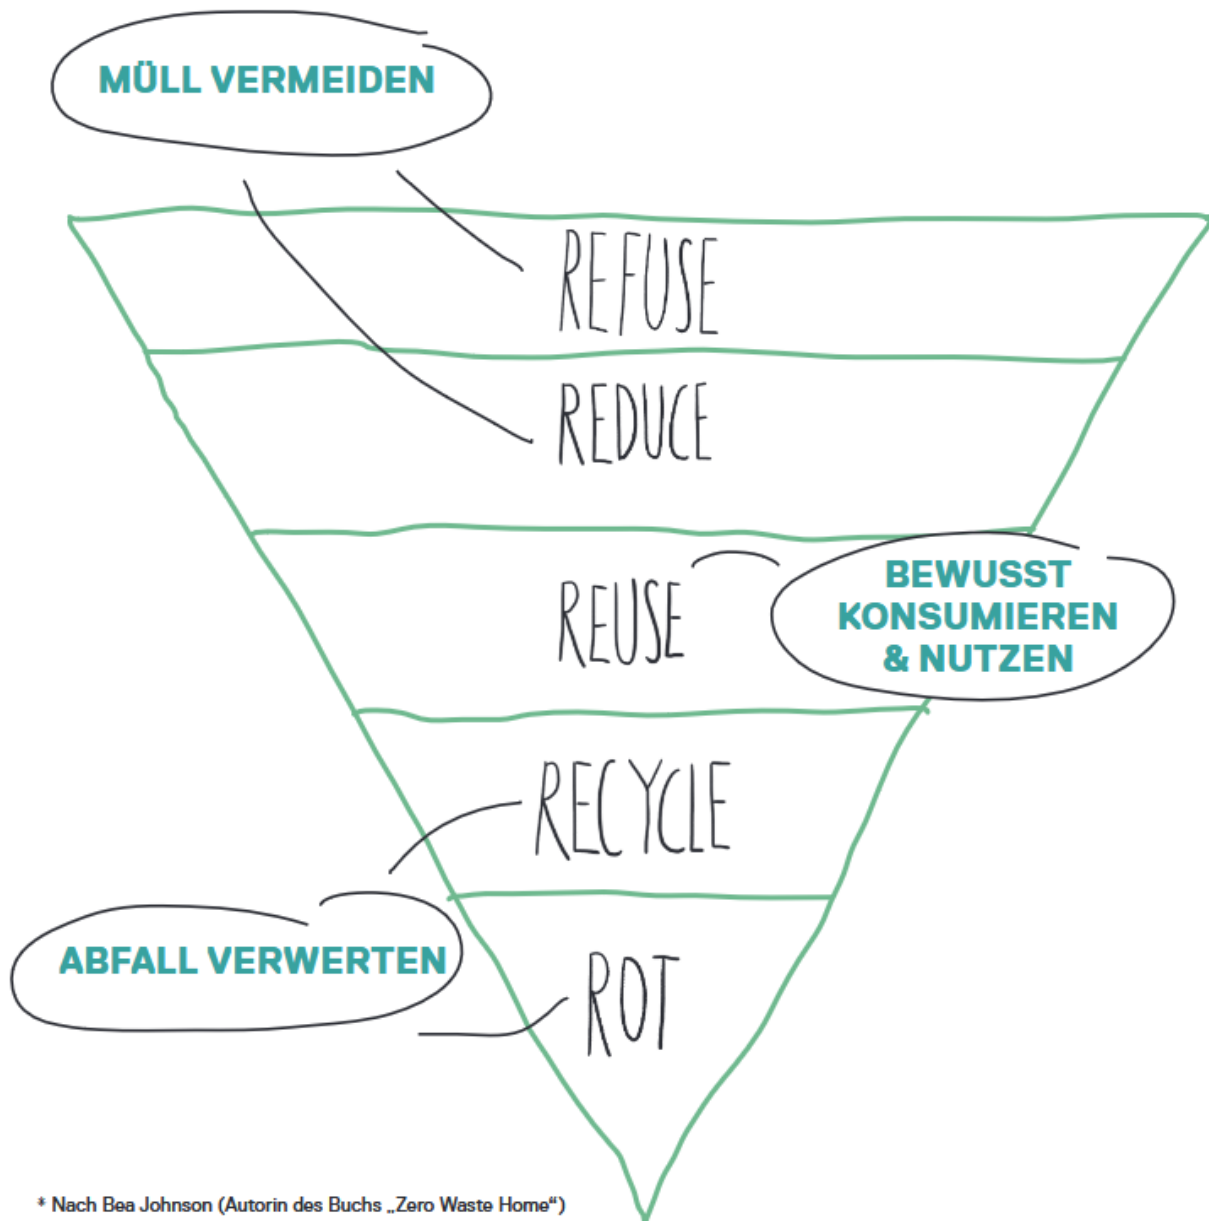 MÜLL VERMEIDEN
REFUSE
REDUCE
REUSE
BEWUSST
KONSUMIEREN
& NUTZEN
RECYCLE
ABFALL VERWERTEN
ROT
* Nach Bea Johnson (Autorin des Buchs „Zero Waste Home“)